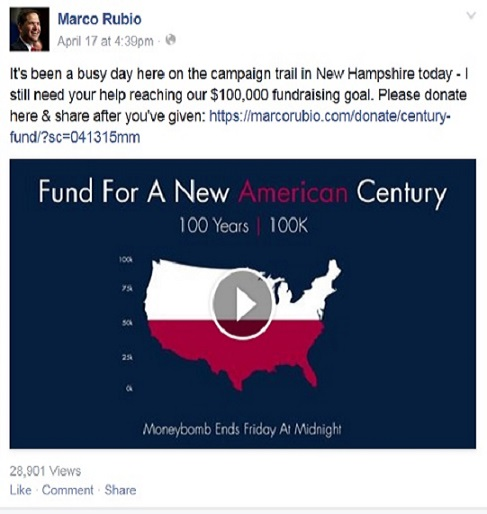 Marco Rubio
April 17 at 4:39pm ·
It's been a busy day here on the campaign trail in New Hampshire today - I
still need your help reaching our $100,000 fundraising goal. Please donate
here & share after you've given: https://marcorubio.com/donate/century-
fund/?sc=041315mm
Fund For A New American Century
100 Years | 100K
100k
75k
50k
25k
0k
Moneybomb Ends Friday At Midnight
28,901 Views
Like · Comment · Share